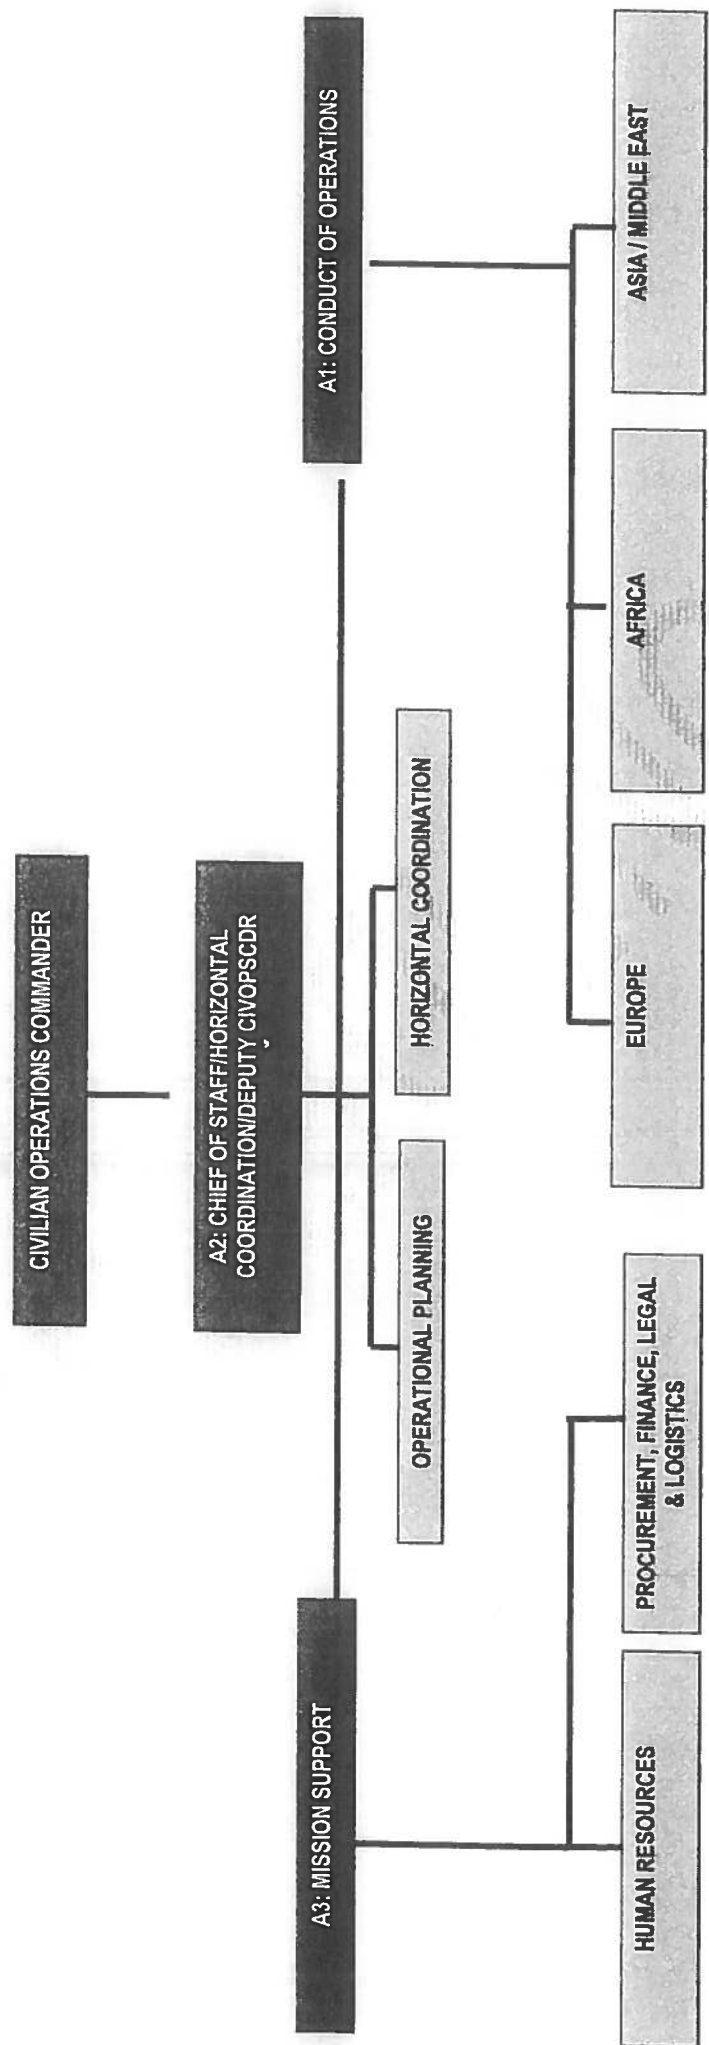 CIVILIAN OPERATIONS COMMANDER
A2: CHIEF OF STAFF/HORIZONTAL
COORDINATION/DEPUTY CIVOPSCDR
A3: MISSION SUPPORT
A1: CONDUCT OF OPERATIONS
OPERATIONAL PLANNING
HORIZONTAL COORDINATION
HUMAN RESOURCES
PROCUREMENT, FINANCE, LEGAL
& LOGISTICS
EUROPE
AFRICA
ASIA / MIDDLE EAST